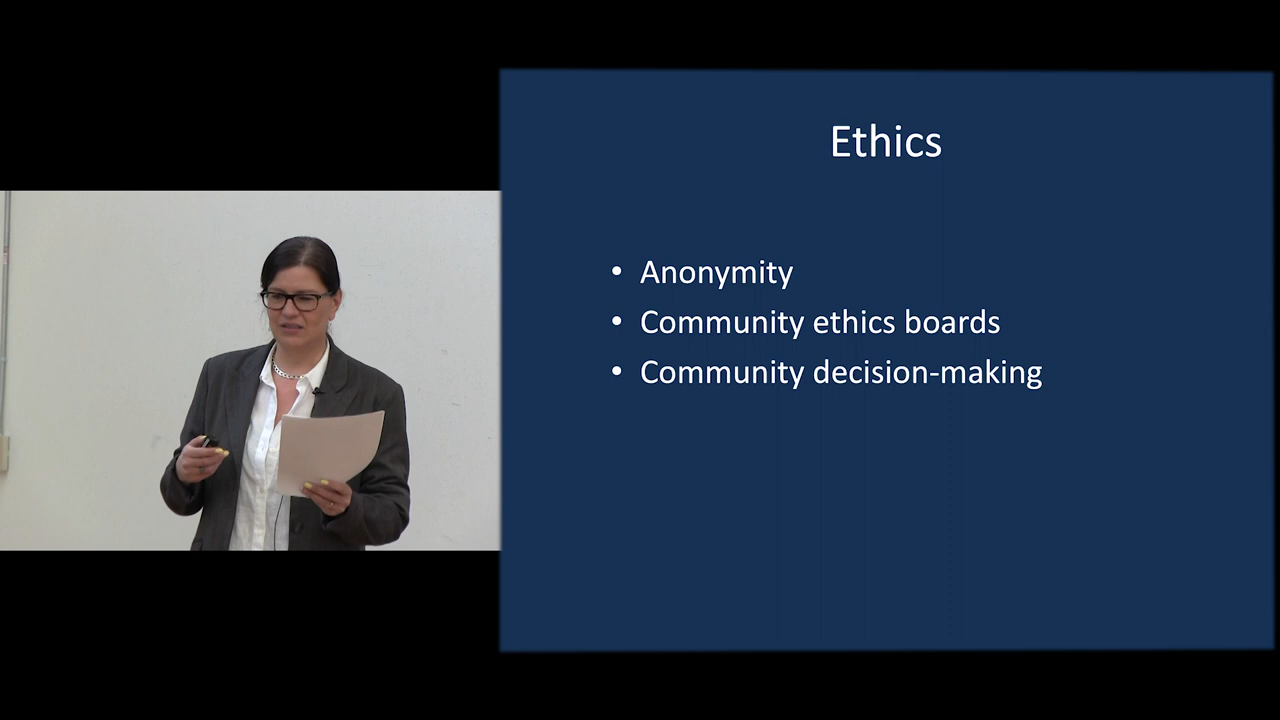 Ethics
• Anonymity
• Community ethics boards
• Community decision-making